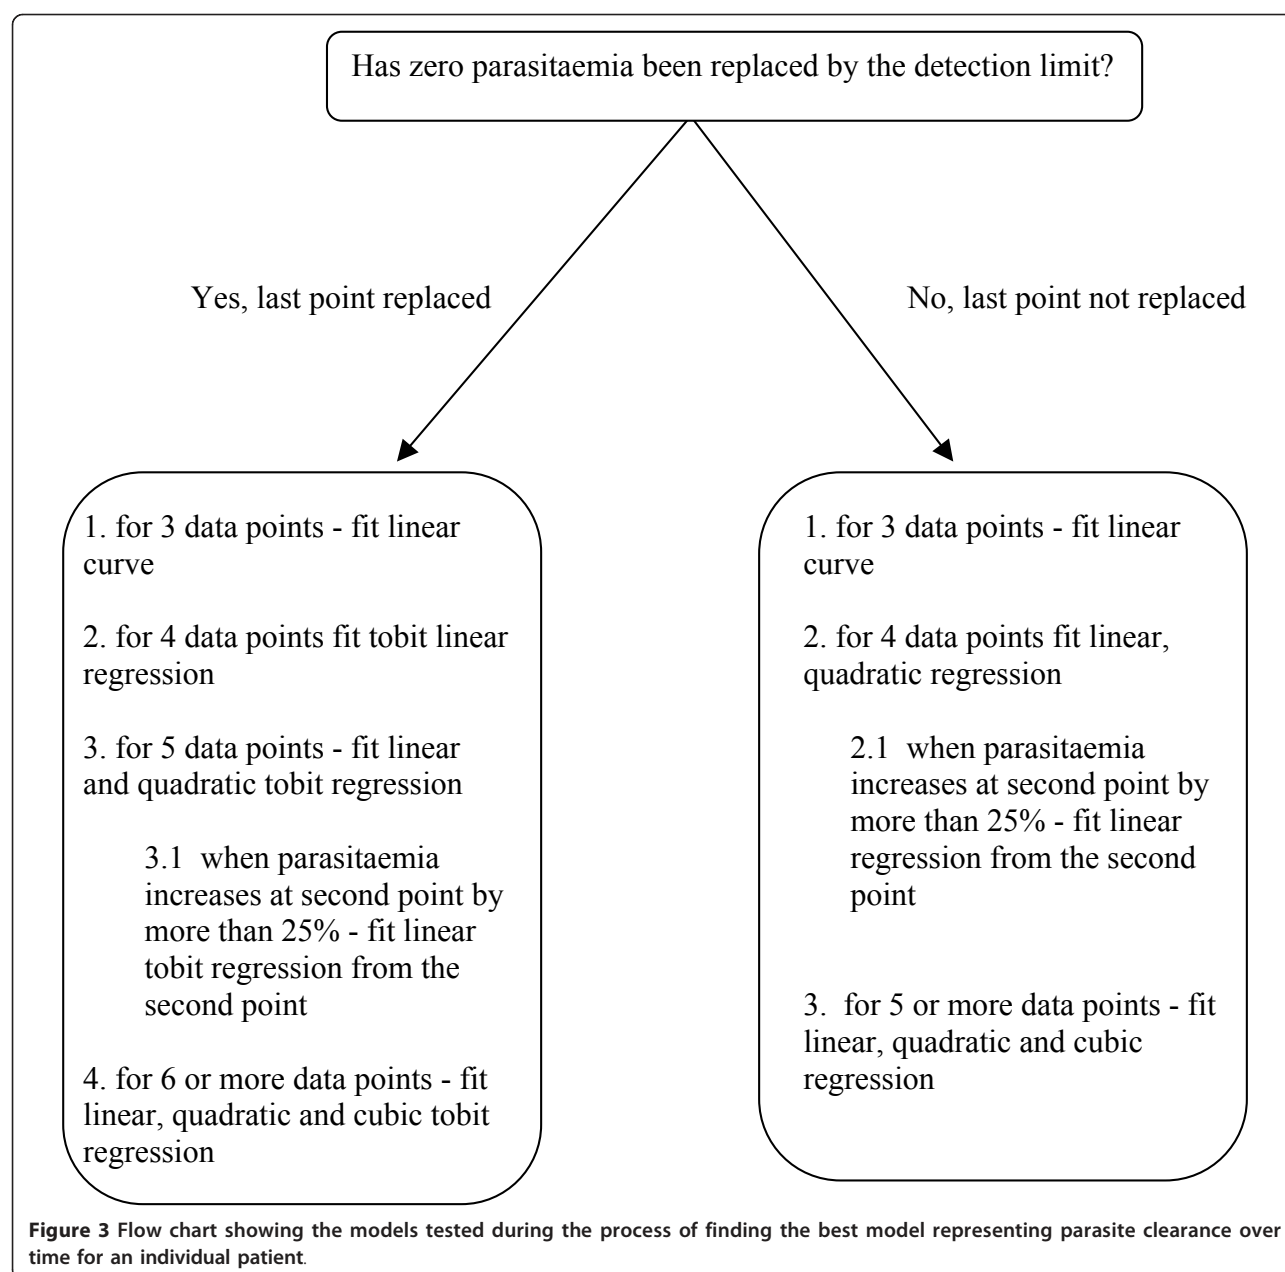 Has zero parasitaemia been replaced by the detection limit?
Yes, last point replaced
No, last point not replaced
1. for 3 data points - fit linear
curve
2. for 4 data points fit tobit linear
regression
3. for 5 data points - fit linear
and quadratic tobit regression
3.1 when parasitaemia
increases at second point by
more than 25% - fit linear
tobit regression from the
second point
4. for 6 or more data points - fit
linear, quadratic and cubic tobit
regression
1. for 3 data points - fit linear
curve
2. for 4 data points fit linear,
quadratic regression
2.1 when parasitaemia
increases at second point by
more than 25% - fit linear
regression from the second
point
3. for 5 or more data points - fit
linear, quadratic and cubic
regression
Figure 3 Flow chart showing the models tested during the process of finding the best model representing parasite clearance over
time for an individual patient.